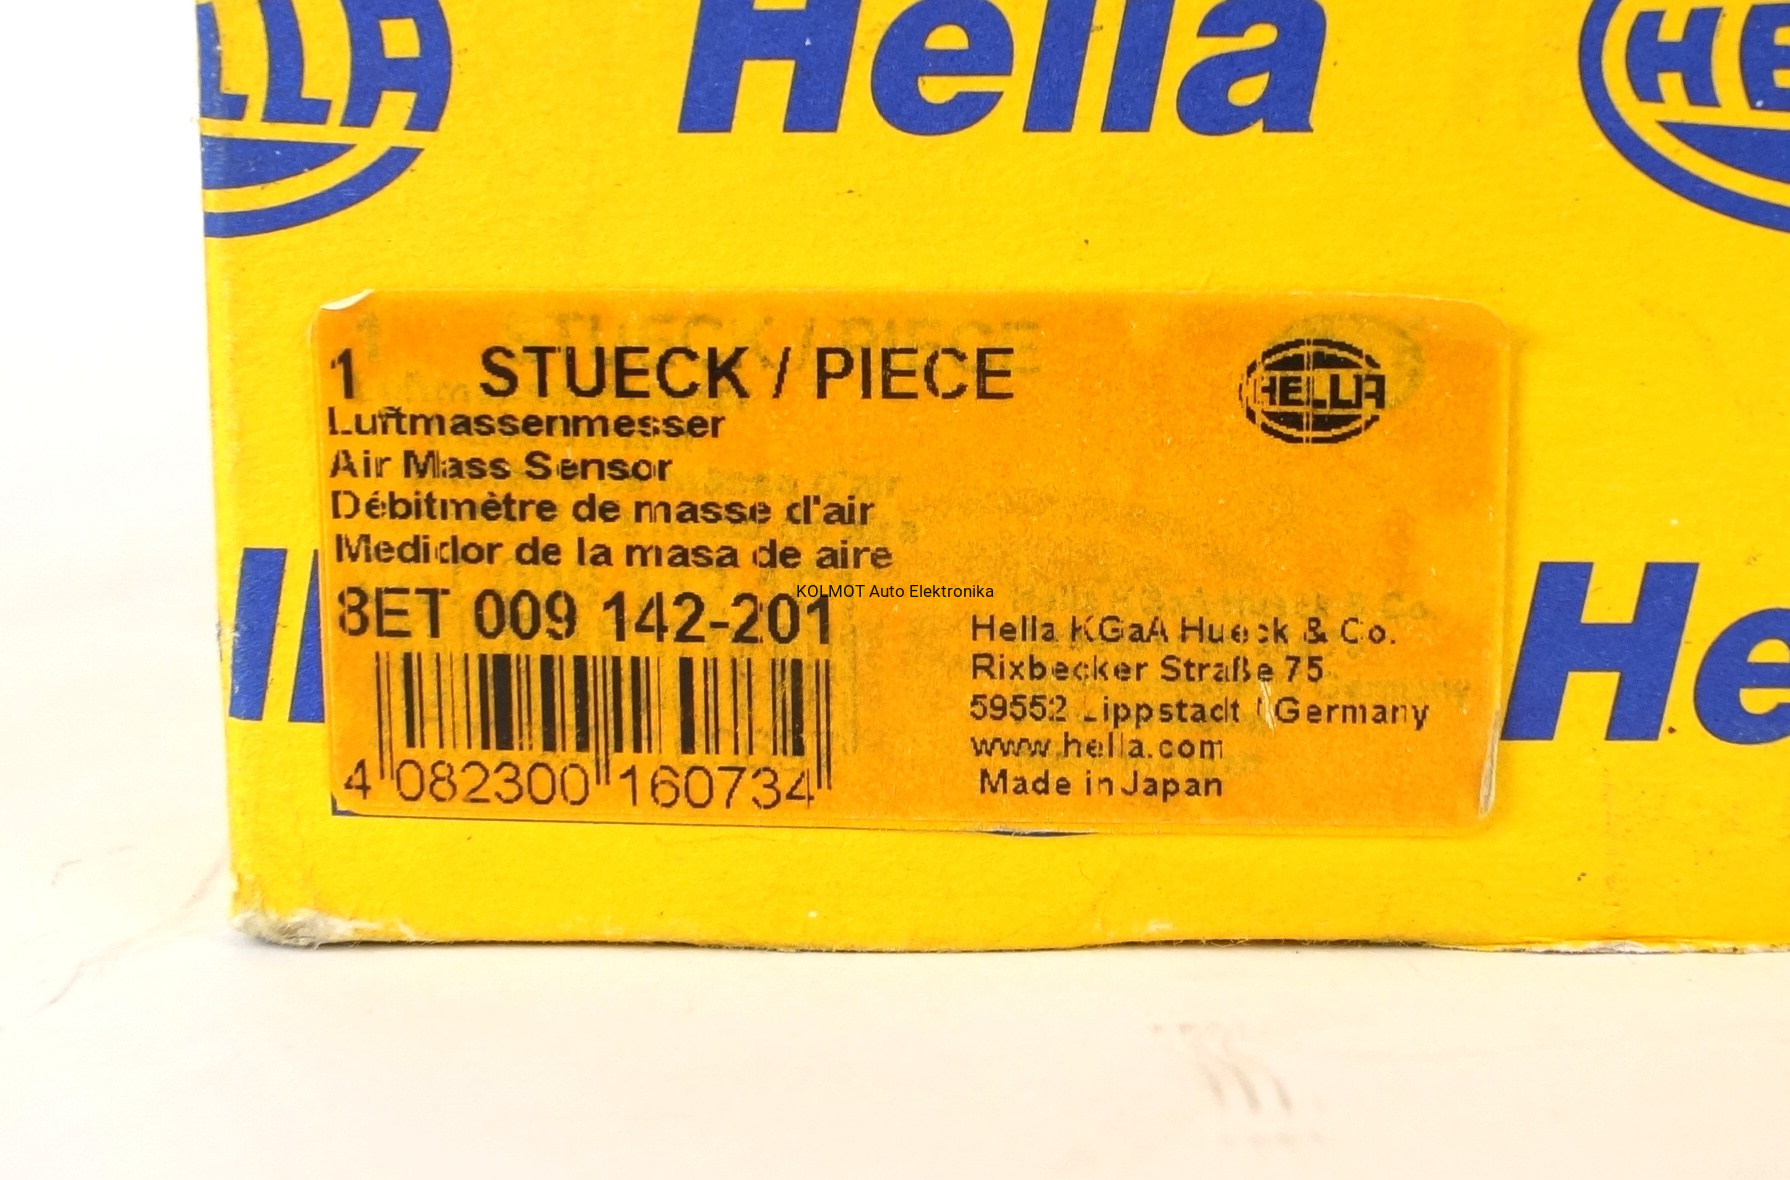 HELLA
Hella
HE
1 STUECK / PIECE
HELLA
Luftmassenmesser
Air Mass Sensor
Débitmètre de masse d'air
Medidor de la masa de aire
KOLMOT Auto Elektronika
8ET 009 142-201
Hella KGaA Hueck & Co.
Rixbecker Straße 75
59552 Lippstadt / Germany
www.hella.com
Made in Japan
4 082300 160734
He